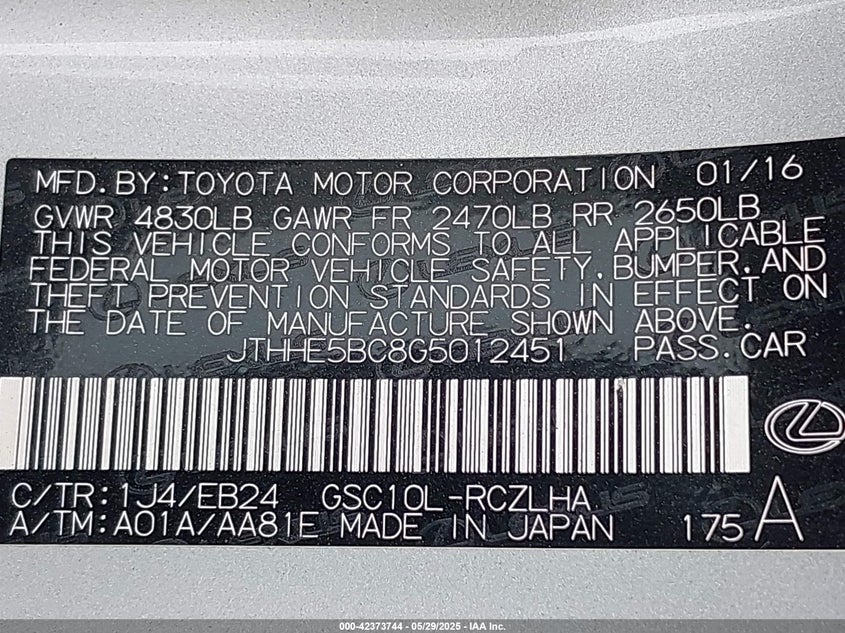 MFD.BY:TOYOTA MOTOR CORPORATION 01/16
GVWR 4830LB GAWR FR 2470LB RR 2650LB
THIS VEHICLE CONFORMS TO ALL APPLICABLE
FEDERAL MOTOR VEHICLE SAFETY,BUMPER,AND
THEFT PREVENTION STANDARDS IN EFFECT ON
THE DATE OF MANUFACTURE SHOWN ABOVE.
JTHHE5BC8G5012451 PASS.CAR
C/TR:1J4/EB24 GSC10L-RCZLHA
A/TM:A01A/AA81E MADE IN JAPAN 175 A
000-42373744 - 05/29/2025 - IAA Inc.